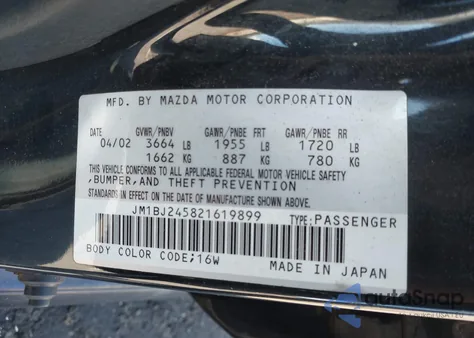 MFD. BY MAZDA MOTOR CORPORATION
DATE GVWR/PNBV GAWR/PNBE FRT GAWR/PNBE RR
04/02 3664 LB 1955 LB 1720 LB
1662 KG 887 KG 780 KG
THIS VEHICLE CONFORMS TO ALL APPLICABLE FEDERAL MOTOR VEHICLE SAFETY
,BUMPER,AND THEFT PREVENTION
STANDARDS IN EFFECT ON THE DATE OF MANUFACTURE SHOWN ABOVE.
JM1BJ245821619899 TYPE:PASSENGER
BODY COLOR CODE;16W MADE IN JAPAN
autoSnap